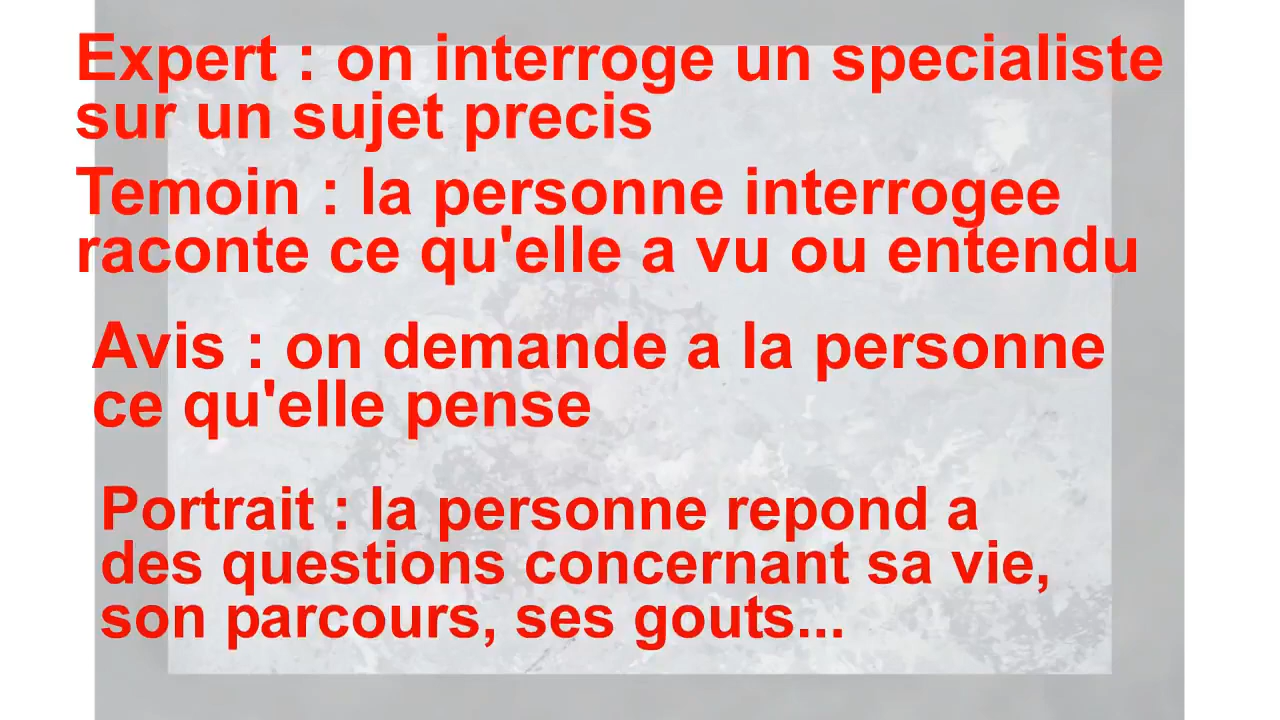 Expert : on interroge un specialiste
sur un sujet precis
Temoin : la personne interrogee
raconte ce qu'elle a vu ou entendu
Avis : on demande a la personne
ce qu'elle pense
Portrait : la personne repond a
des questions concernant sa vie,
son parcours, ses gouts...